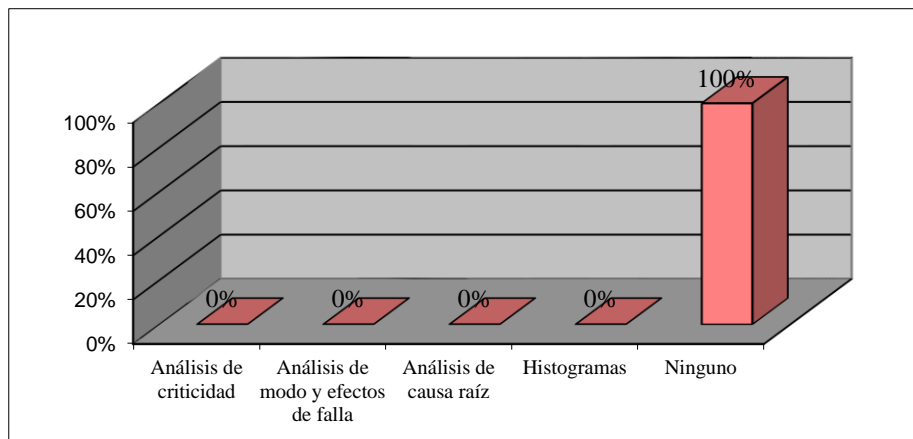 100%
100%
80%
60%
40%
20%
0%
0%
0%
0%
0%
Análisis de
criticidad
Análisis de
modo y efectos
de falla
Análisis de
causa raíz
Histogramas
Ninguno